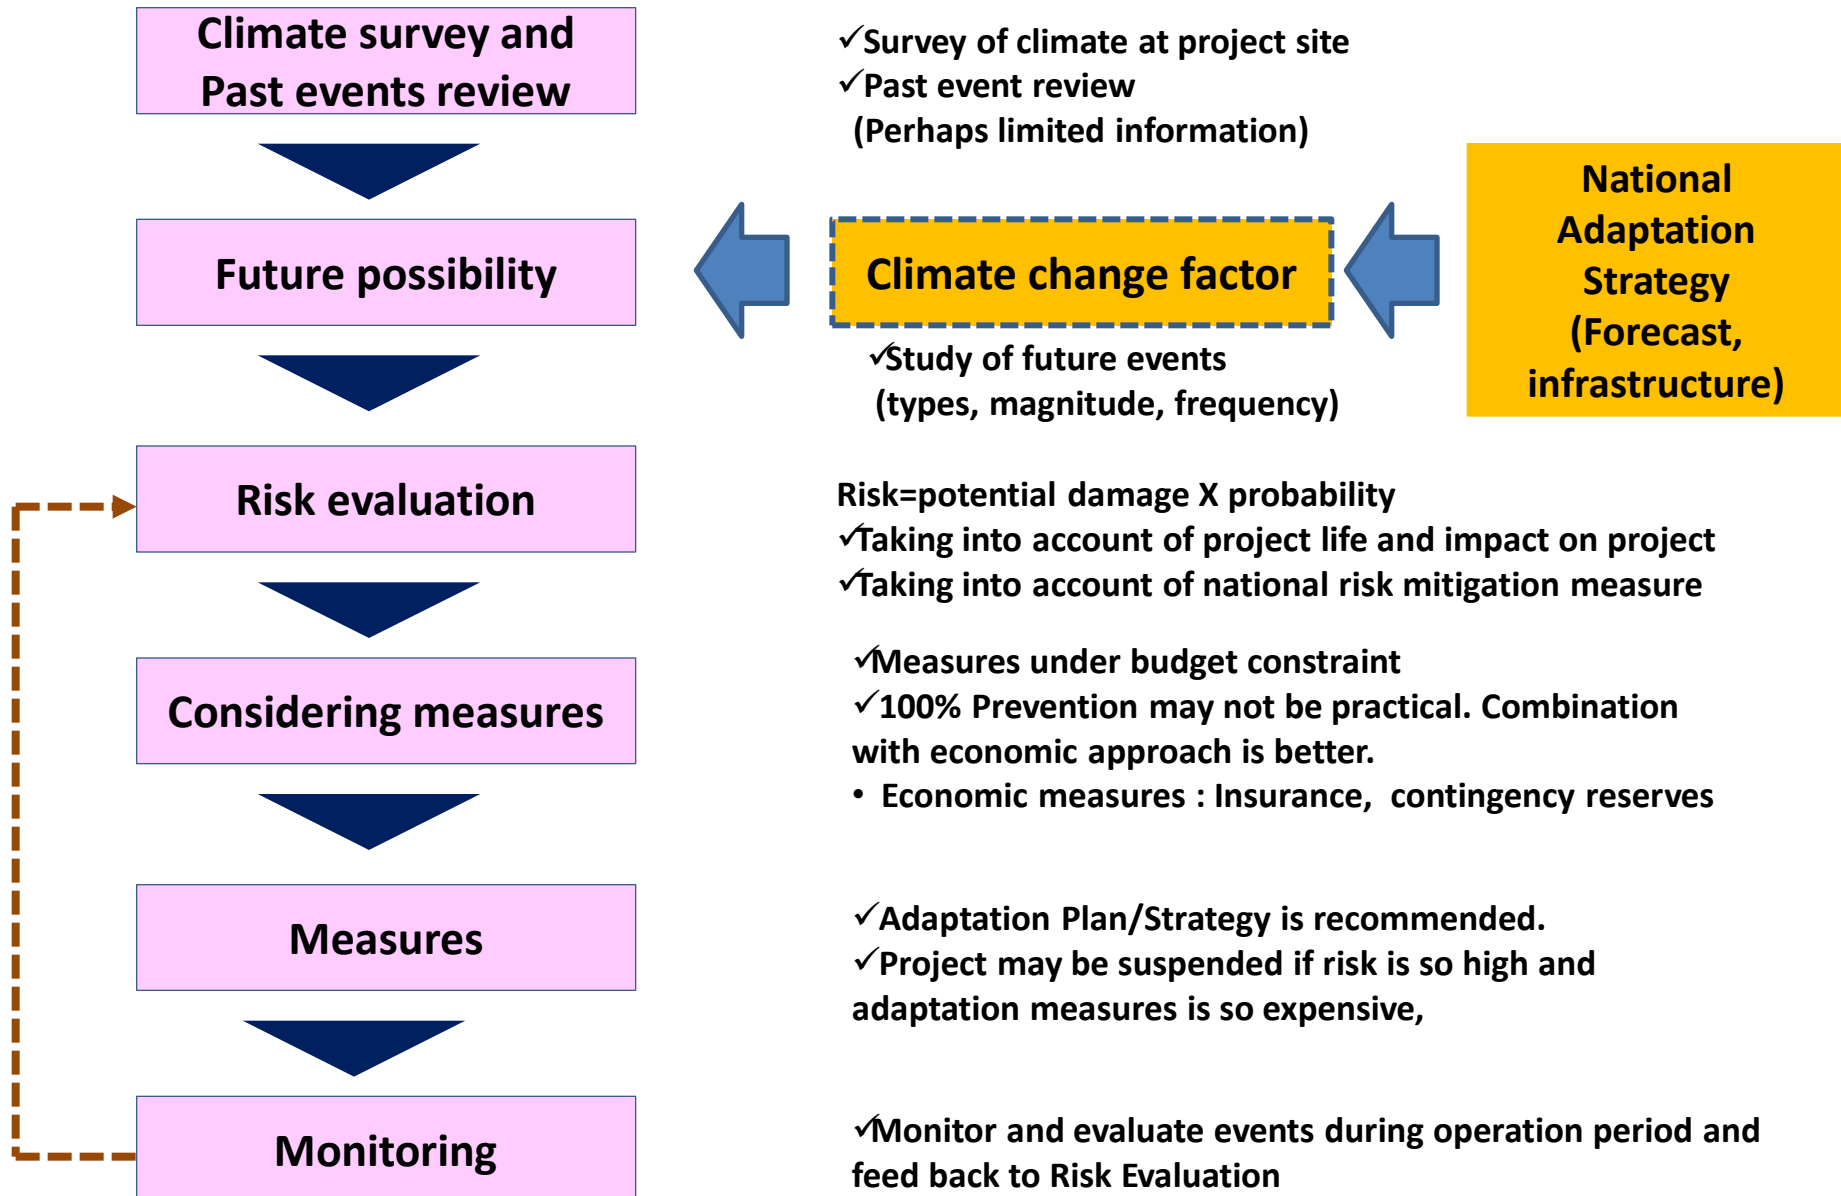 Climate survey and
Past events review
✓Survey of climate at project site
✓Past event review
(Perhaps limited information)
Future possibility
Climate change factor
✓Study of future events
(types, magnitude, frequency)
National
Adaptation
Strategy
(Forecast,
infrastructure)
Risk evaluation
Risk=potential damage X probability
✓Taking into account of project life and impact on project
✓Taking into account of national risk mitigation measure
Considering measures
✓Measures under budget constraint
✓100% Prevention may not be practical. Combination
with economic approach is better.
• Economic measures : Insurance, contingency reserves
Measures
✓Adaptation Plan/Strategy is recommended.
✓Project may be suspended if risk is so high and
adaptation measures is so expensive,
Monitoring
✓Monitor and evaluate events during operation period and
feed back to Risk Evaluation